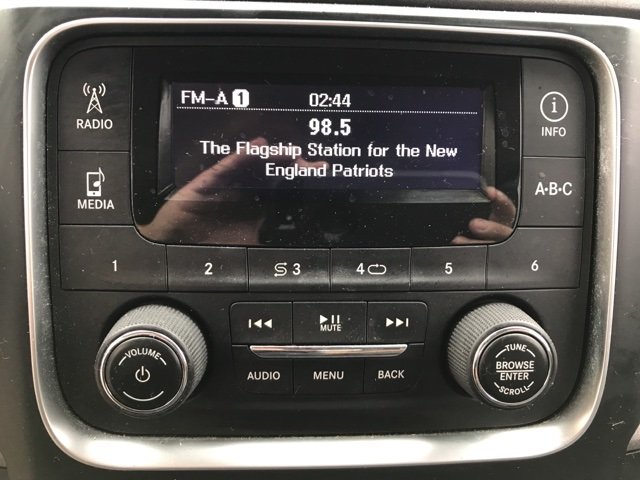 FM-A 1 02:44
98.5
The Flagship Station for the New
England Patriots
RADIO
MEDIA
INFO
A•B•C
1 2 3 4 5 6
MUTE
AUDIO MENU BACK
VOLUME
TUNE
BROWSE
ENTER
SCROLL